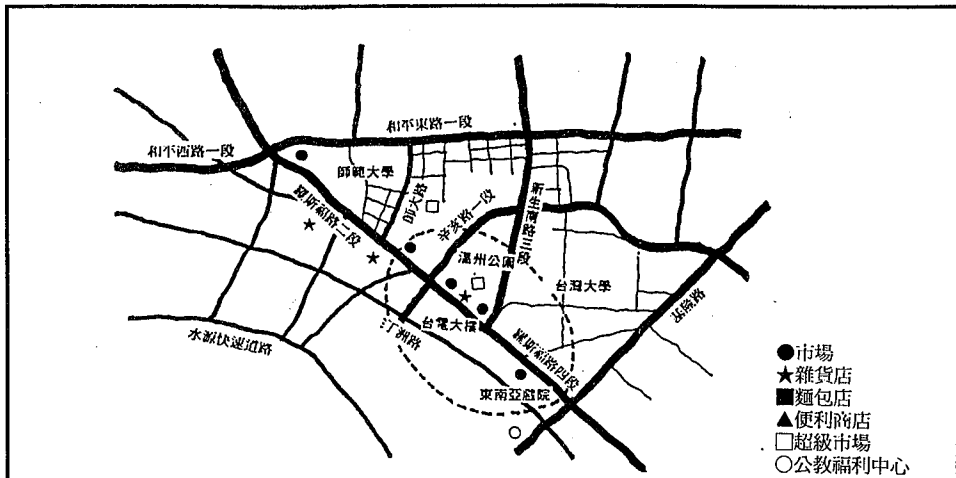 和平東路一段
和平西路一段
師範大學
羅斯福路二段
師大路
辛亥路一段
新生南路三段
溫州公園
台灣大學
台電大樓
汀洲路
水源快速道路
羅斯福路四段
東南亞戲院
市場
雜貨店
麵包店
便利商店
超級市場
公教福利中心